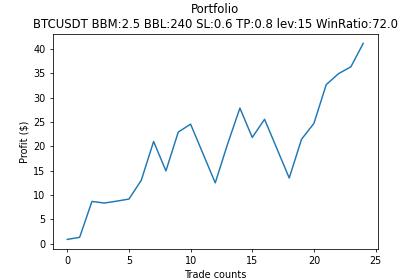 Portfolio
BTCUSDT BBM:2.5 BBL:240 SL:0.6 TP:0.8 lev:15 WinRatio:72.0
40
35
30
25
20
15
10
5
0
Profit ($)
0 5 10 15 20 25
Trade counts